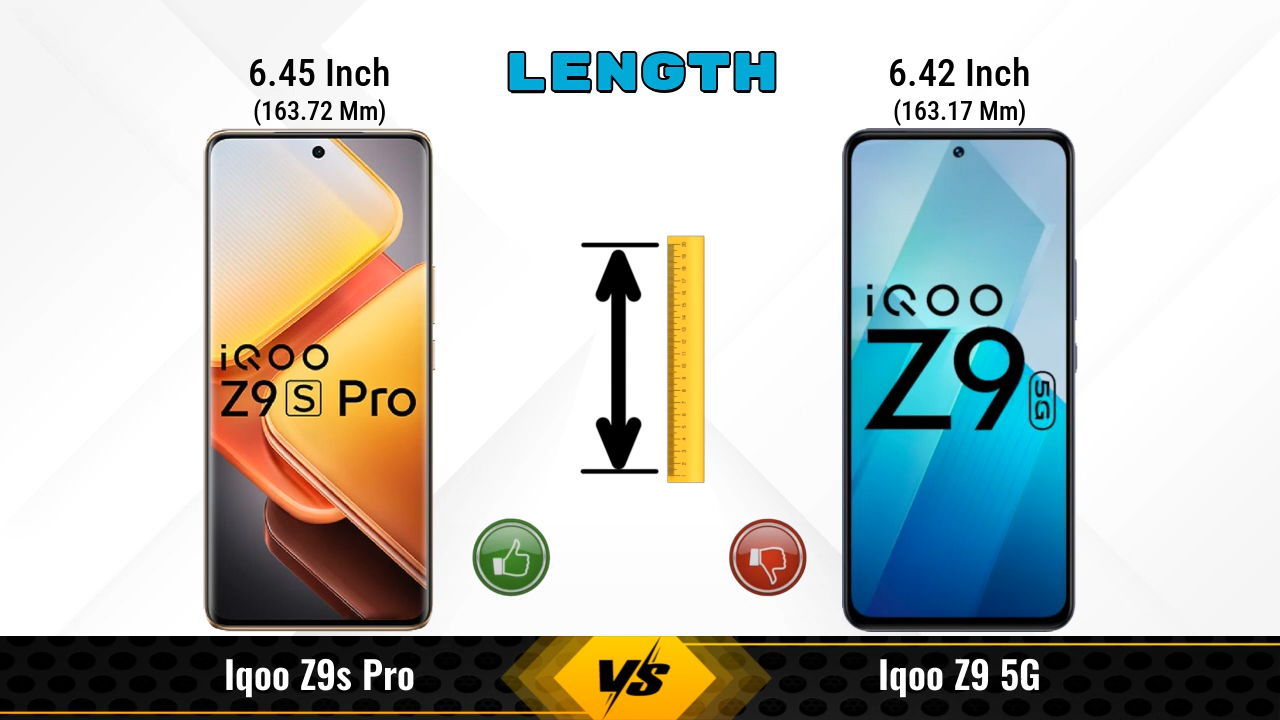 LENGTH
6.45 Inch
(163.72 Mm)
6.42 Inch
(163.17 Mm)
iQOO
Z9 S Pro
iQOO
Z9 5G
Iqoo Z9s Pro
VS
Iqoo Z9 5G